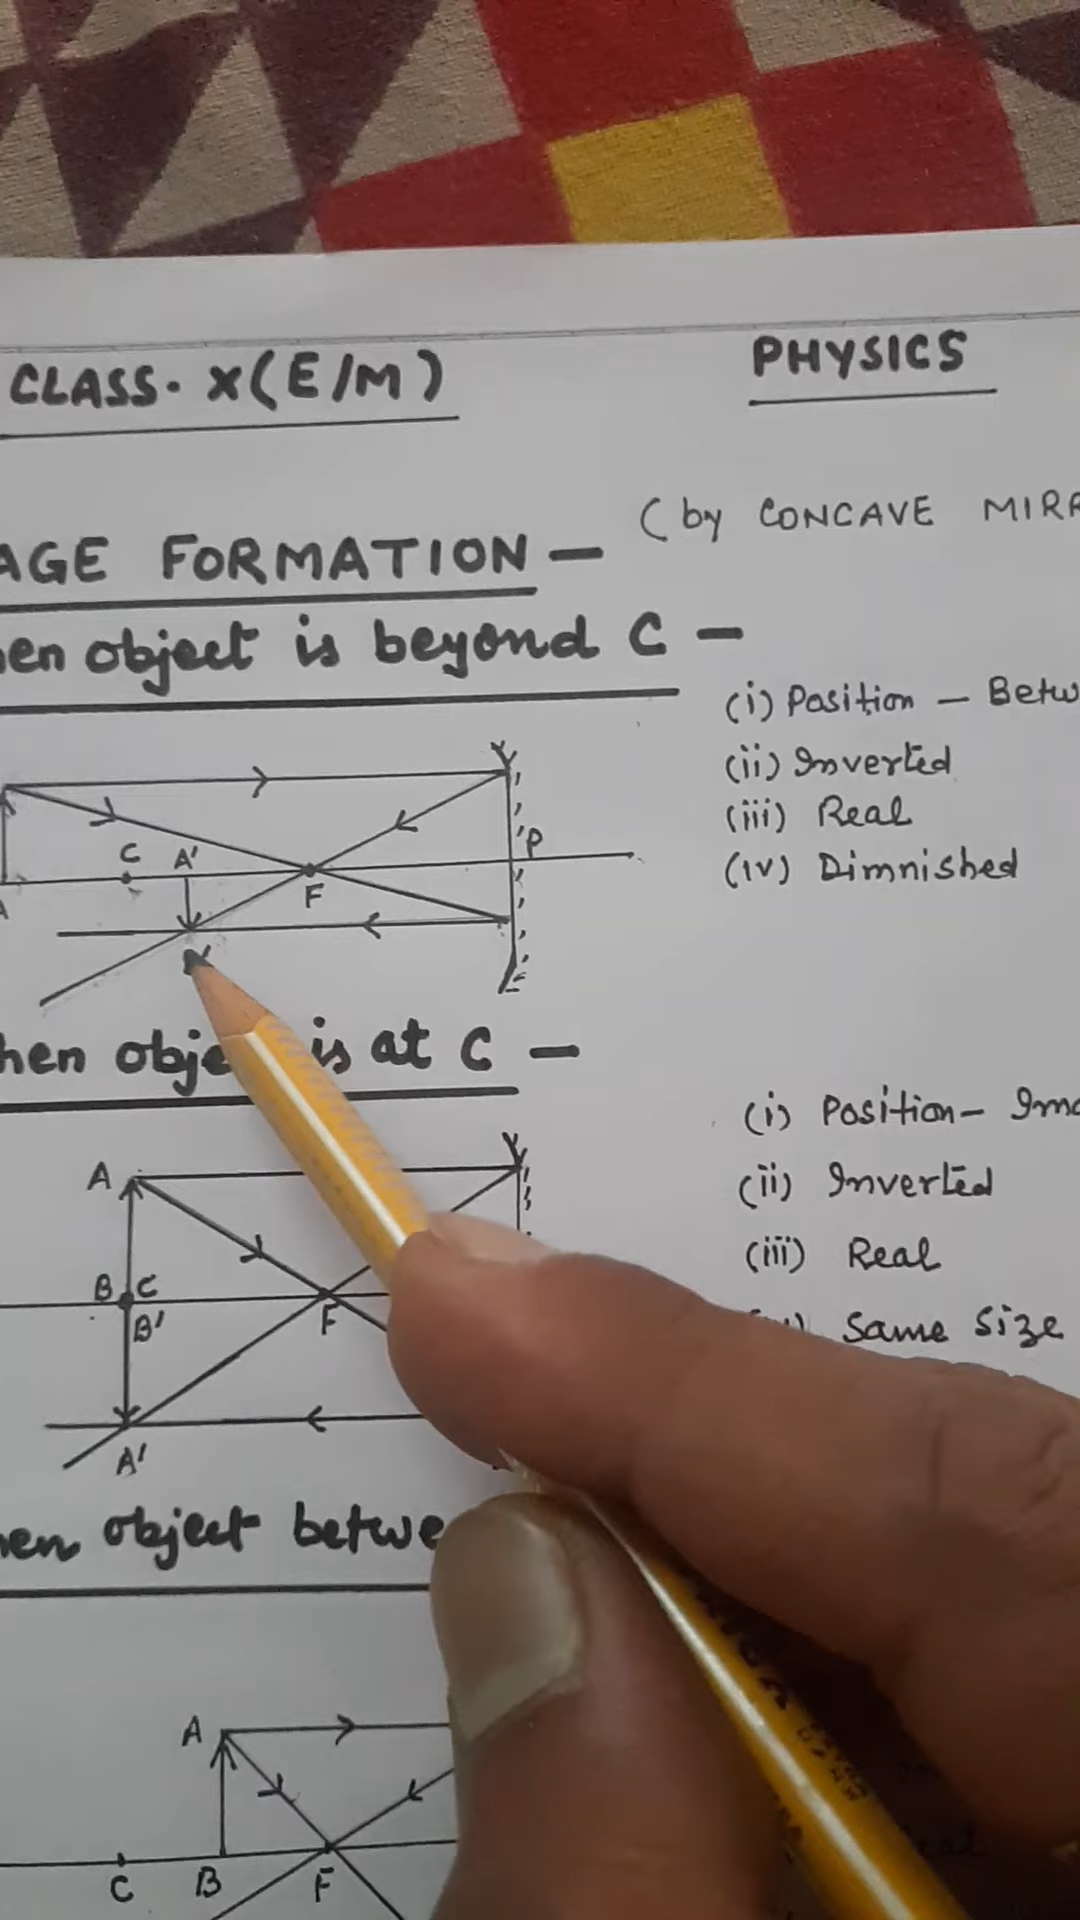 CLASS. X(E/M)
PHYSICS
(by CONCAVE MIRR
AGE FORMATION –
en object is beyond C –
(i) Position – Betw
(ii) Inverted
(iii) Real
(iv) Dimnished
C
A'
P
F
A
hen obje is at C –
(i) Position – Ima
(ii) Inverted
(iii) Real
Same Size
A
B C
B'
F
A'
en object betwe
A
C B F